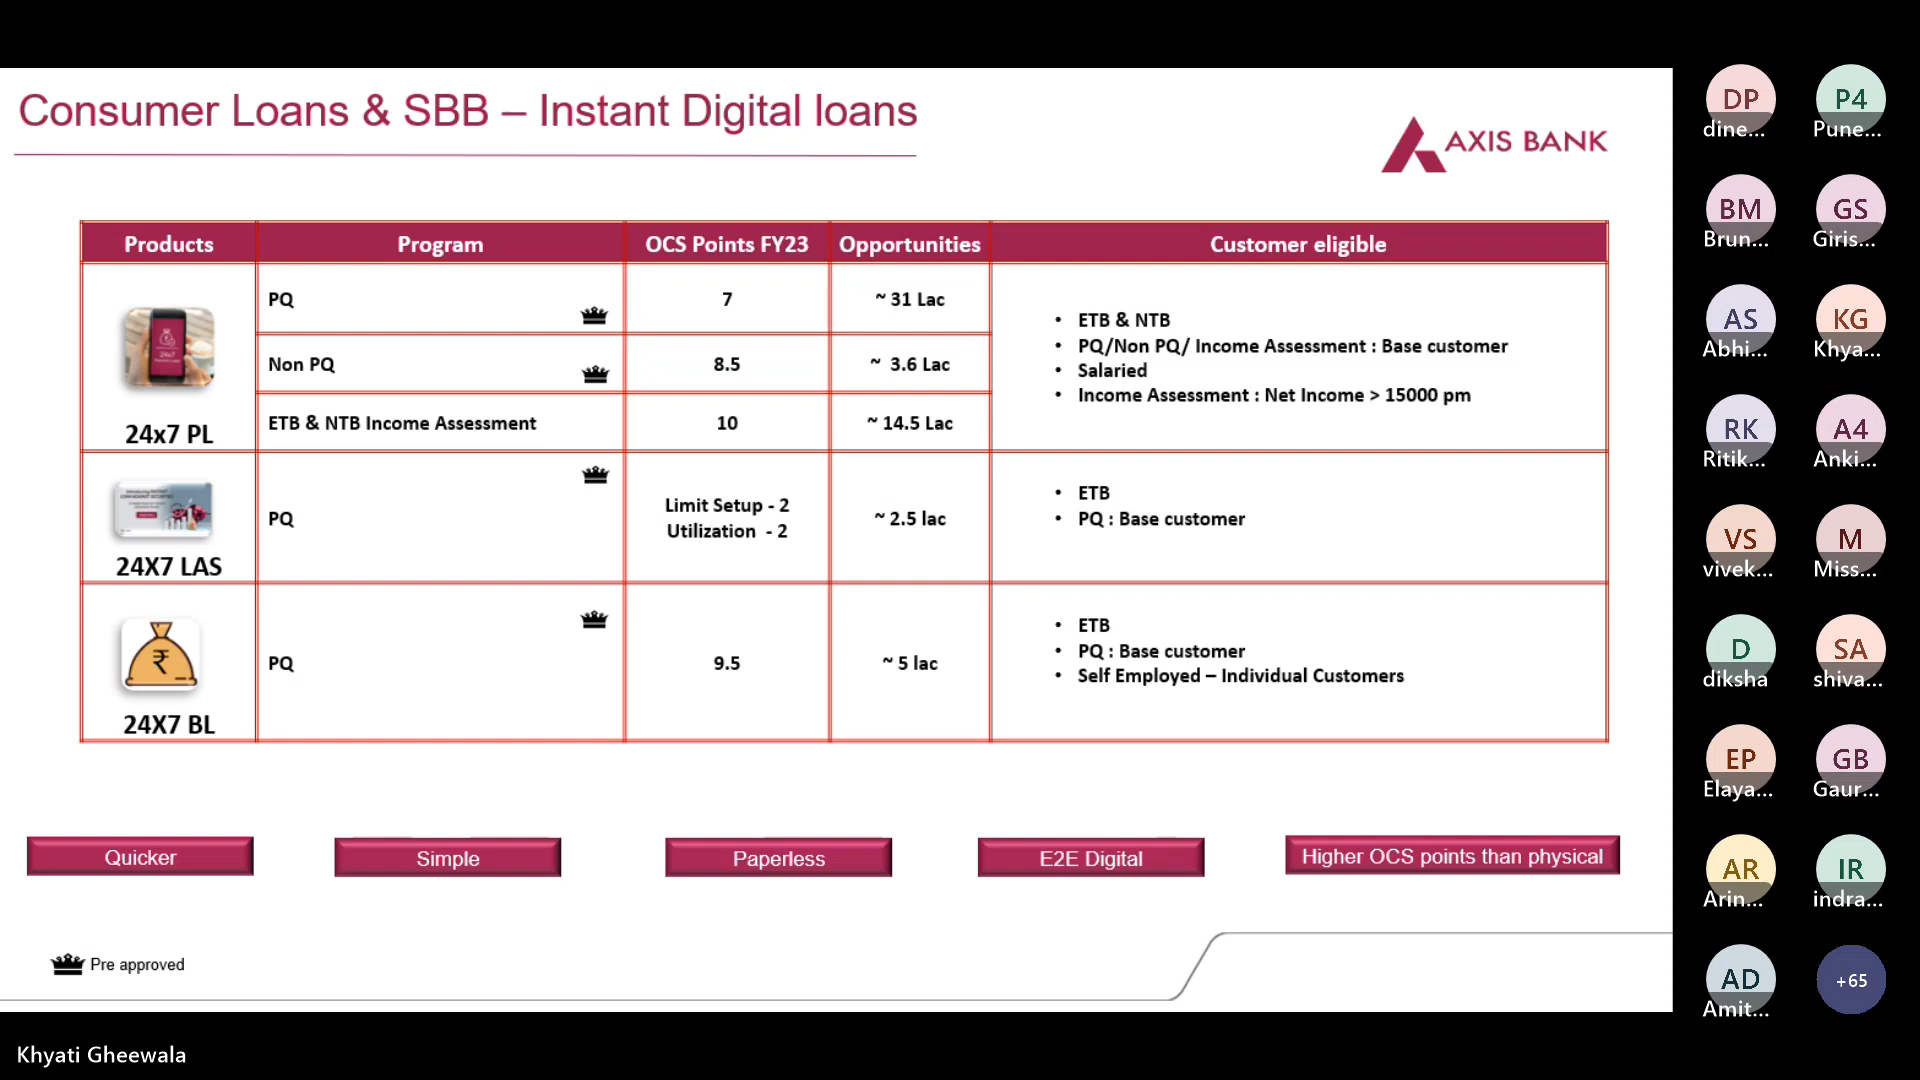 Consumer Loans & SBB – Instant Digital loans
AXIS BANK
Products Program OCS Points FY23 Opportunities Customer eligible
24x7 PL
PQ 7 ~ 31 Lac
Non PQ 8.5 ~ 3.6 Lac
ETB & NTB Income Assessment 10 ~ 14.5 Lac
• ETB & NTB
• PQ/Non PQ/ Income Assessment : Base customer
• Salaried
• Income Assessment : Net Income > 15000 pm
24X7 LAS
PQ
Limit Setup - 2
Utilization - 2
~ 2.5 lac
• ETB
• PQ : Base customer
24X7 BL
PQ 9.5 ~ 5 lac
• ETB
• PQ : Base customer
• Self Employed – Individual Customers
Quicker
Simple
Paperless
E2E Digital
Higher OCS points than physical
Pre approved
Khyati Gheewala
DP P4
dine... Pune...
BM GS
Brun... Giris...
AS KG
Abhi... Khya...
RK A4
Ritik... Anki...
VS M
vivek... Miss...
D SA
diksha shiva...
EP GB
Elaya... Gaur...
AR IR
Arin... indra...
AD +65
Amit...